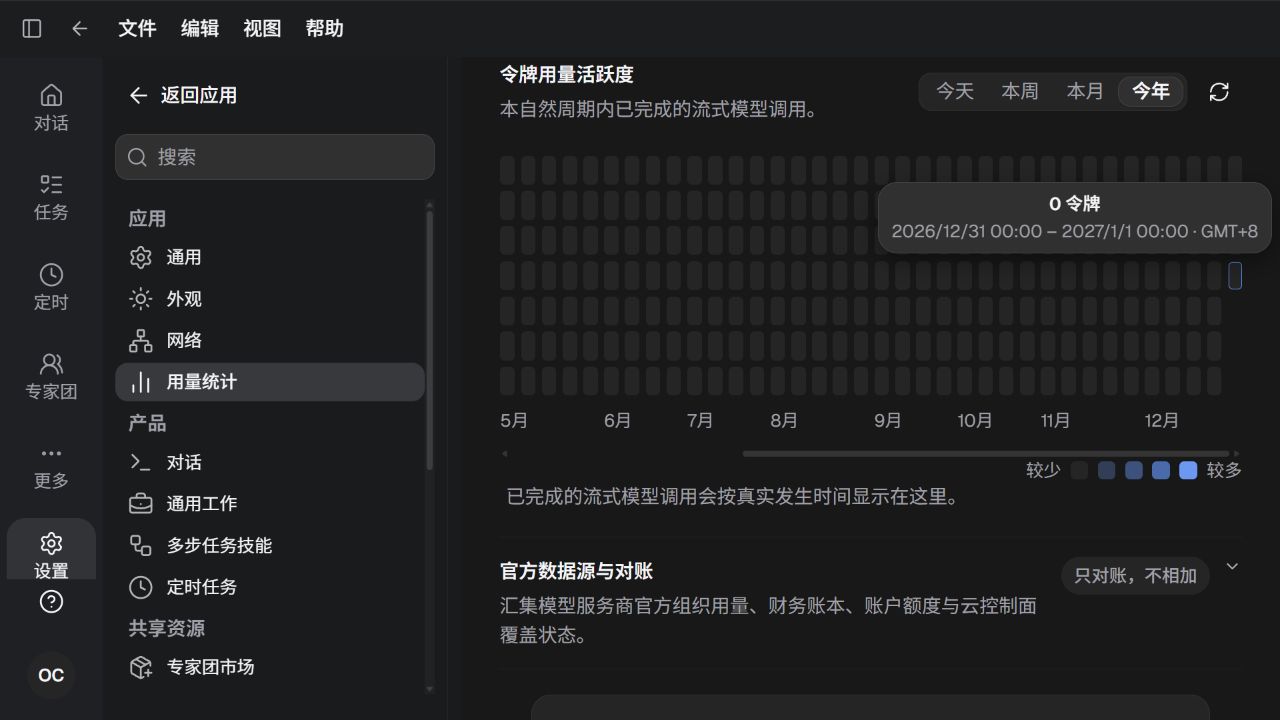 文件 编辑 视图 帮助
对话
任务
定时
专家团
更多
设置
OC
返回应用
搜索
应用
通用
外观
网络
用量统计
产品
对话
通用工作
多步任务技能
定时任务
共享资源
专家团市场
令牌用量活跃度
本自然周期内已完成的流式模型调用。
今天 本周 本月 今年
0 令牌
2026/12/31 00:00 – 2027/1/1 00:00 · GMT+8
5月 6月 7月 8月 9月 10月 11月 12月
较少 较多
已完成的流式模型调用会按真实发生时间显示在这里。
官方数据源与对账
汇集模型服务商官方组织用量、财务账本、账户额度与云控制面
覆盖状态。
只对账，不相加